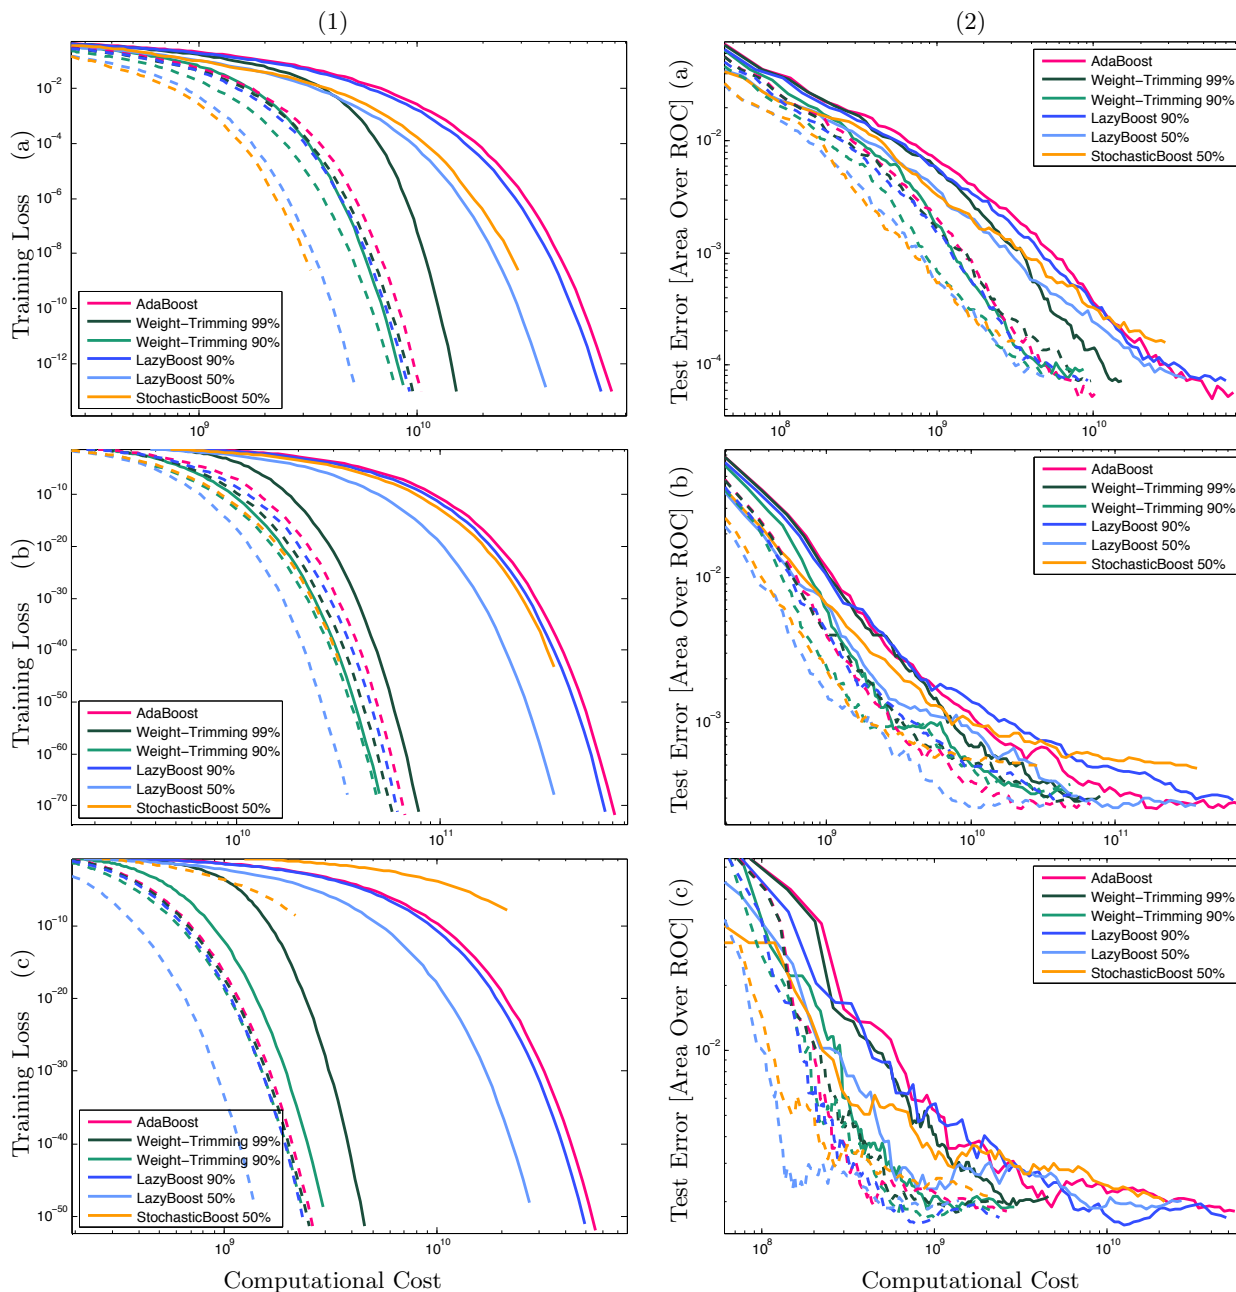 (1)
(2)
Training Loss (a)
10^-2
10^-4
10^-6
10^-8
10^-10
10^-12
10^9
10^10
AdaBoost
Weight−Trimming 99%
Weight−Trimming 90%
LazyBoost 90%
LazyBoost 50%
StochasticBoost 50%
Test Error [Area Over ROC] (a)
10^-2
10^-3
10^-4
10^8
10^9
10^10
AdaBoost
Weight−Trimming 99%
Weight−Trimming 90%
LazyBoost 90%
LazyBoost 50%
StochasticBoost 50%
Training Loss (b)
10^-10
10^-20
10^-30
10^-40
10^-50
10^-60
10^-70
10^10
10^11
AdaBoost
Weight−Trimming 99%
Weight−Trimming 90%
LazyBoost 90%
LazyBoost 50%
StochasticBoost 50%
Test Error [Area Over ROC] (b)
10^-2
10^-3
10^9
10^10
10^11
AdaBoost
Weight−Trimming 99%
Weight−Trimming 90%
LazyBoost 90%
LazyBoost 50%
StochasticBoost 50%
Training Loss (c)
10^-10
10^-20
10^-30
10^-40
10^-50
10^9
10^10
AdaBoost
Weight−Trimming 99%
Weight−Trimming 90%
LazyBoost 90%
LazyBoost 50%
StochasticBoost 50%
Computational Cost
Test Error [Area Over ROC] (c)
10^-2
10^8
10^9
10^10
AdaBoost
Weight−Trimming 99%
Weight−Trimming 90%
LazyBoost 90%
LazyBoost 50%
StochasticBoost 50%
Computational Cost